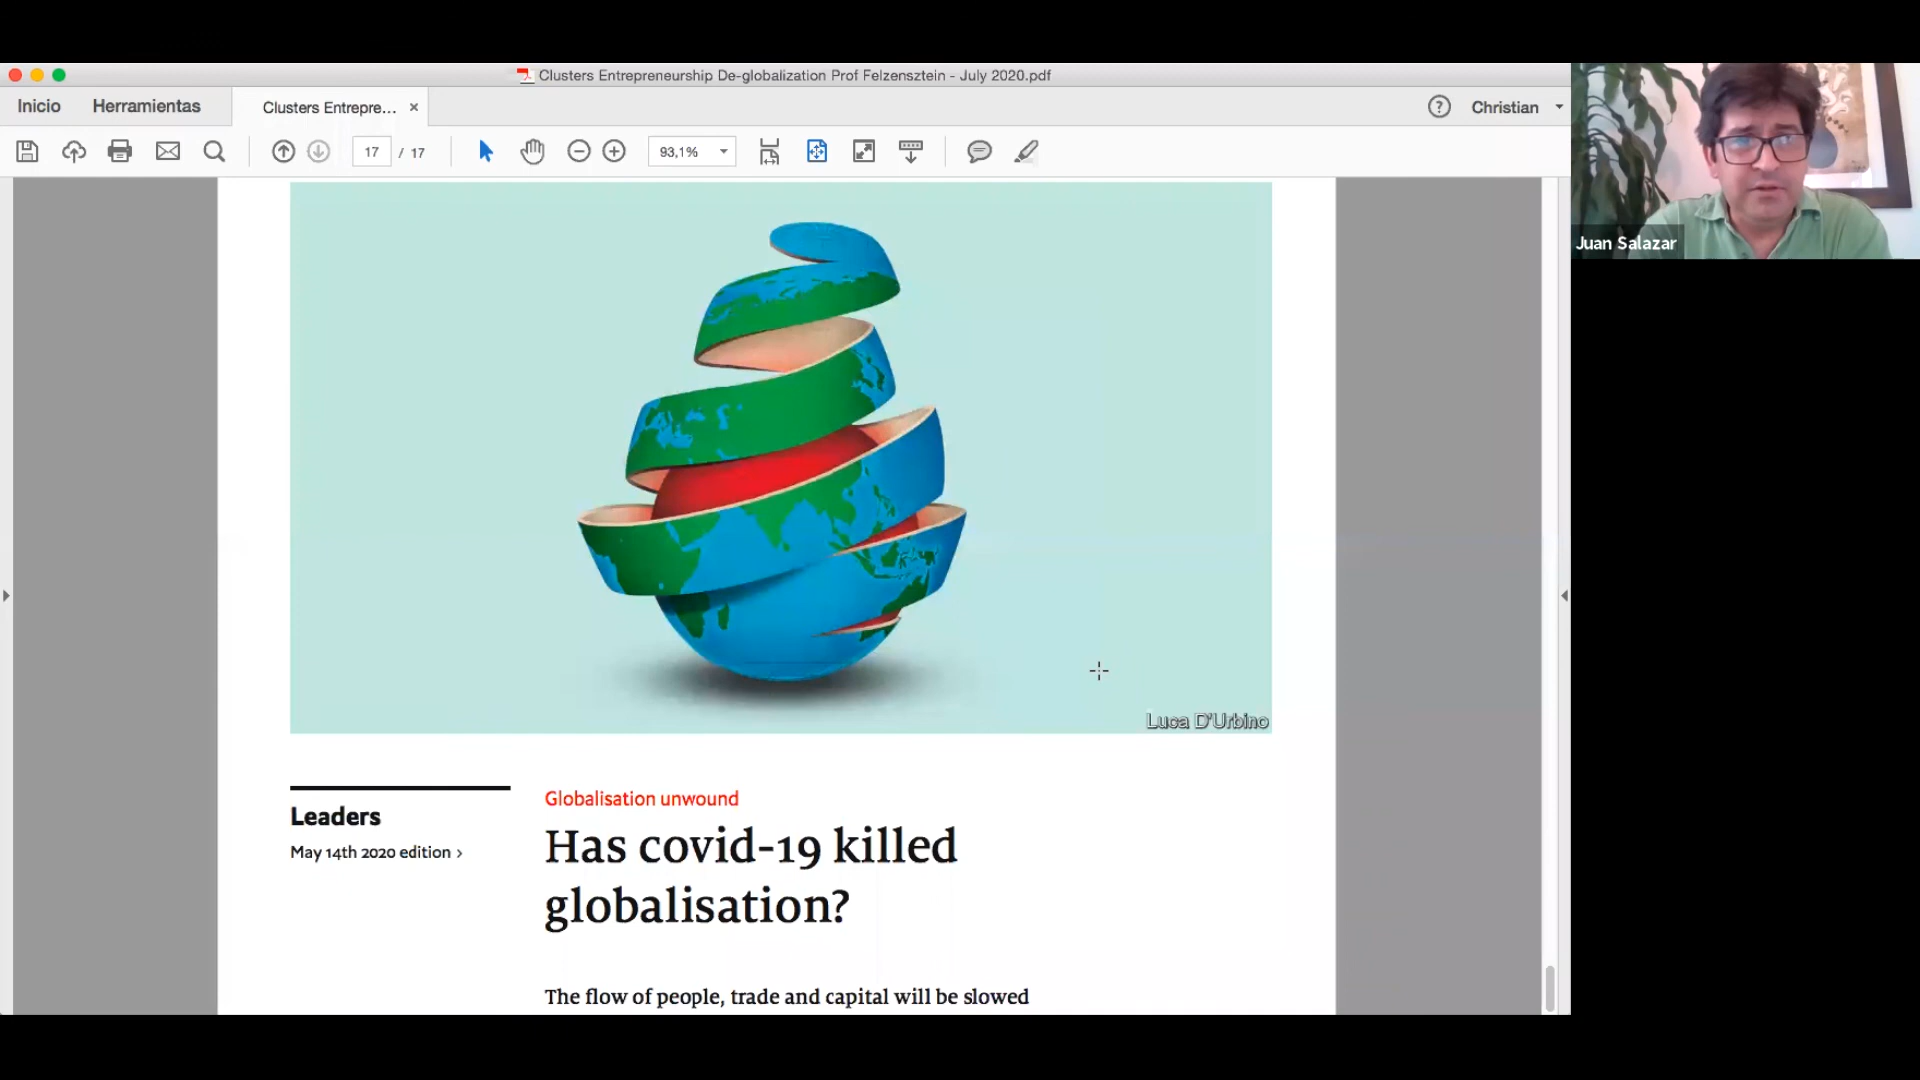 Clusters Entrepreneurship De-globalization Prof Felzensztein - July 2020.pdf
Inicio
Herramientas
Clusters Entrepre... ×
? Christian
17 / 17
93,1%
Juan Salazar
Luca D'Urbino
Leaders
May 14th 2020 edition ›
Globalisation unwound
Has covid-19 killed
globalisation?
The flow of people, trade and capital will be slowed